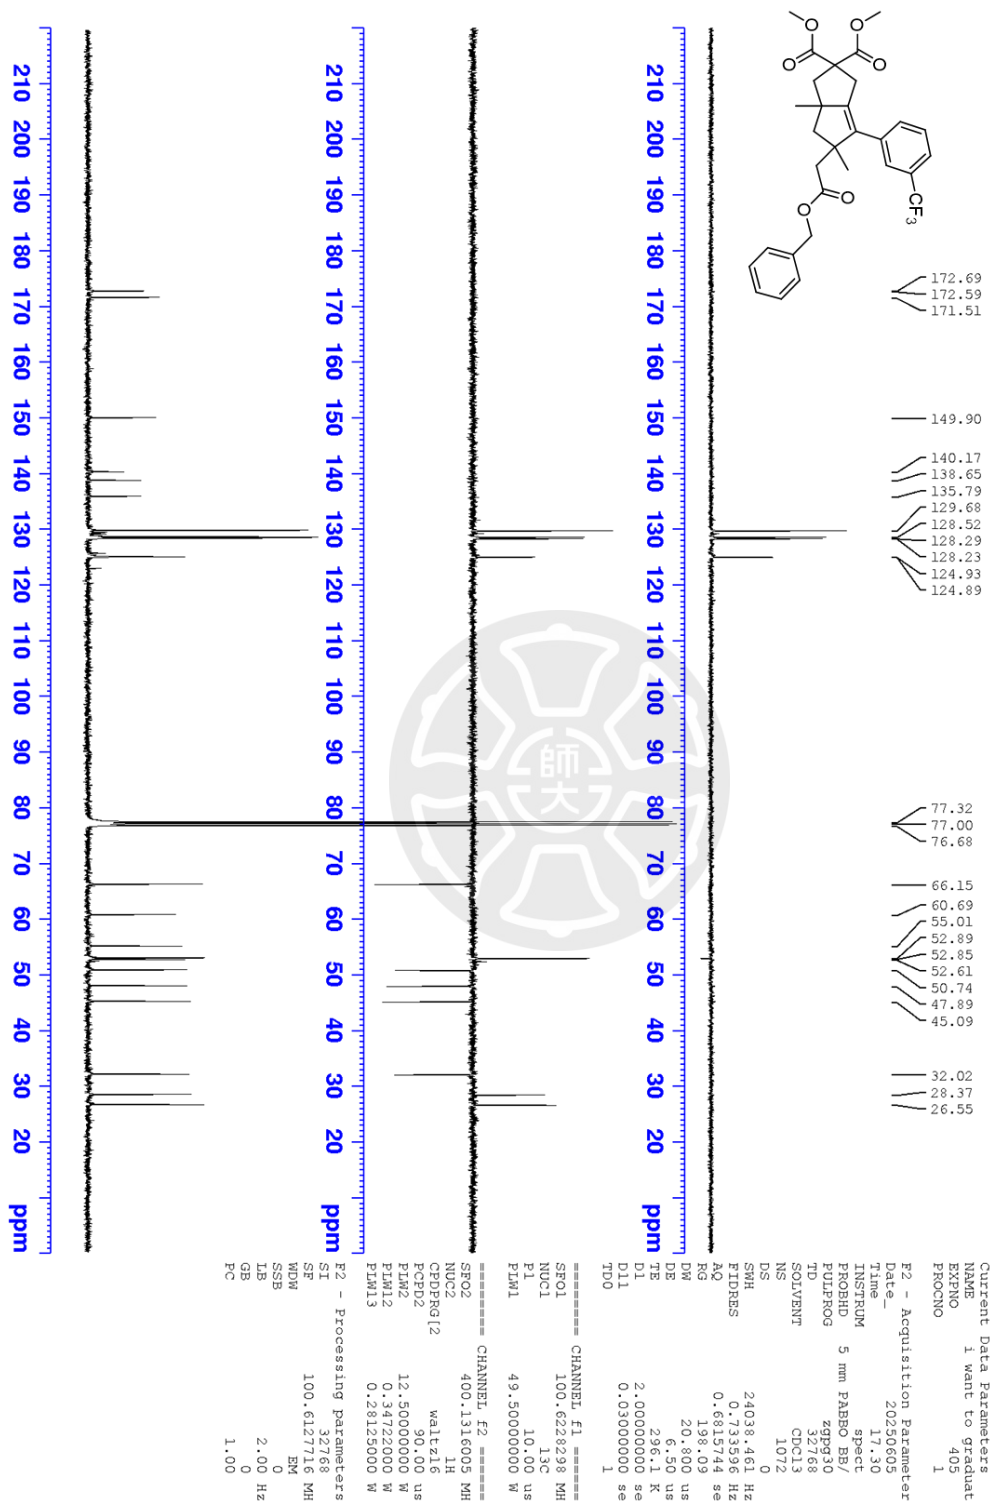 O
O
O
O
O
O
CF3
172.69
172.59
171.51
149.90
140.17
138.65
135.79
129.68
128.52
128.29
128.23
124.93
124.89
77.32
77.00
76.68
66.15
60.69
55.01
52.89
52.85
52.61
50.74
47.89
45.09
32.02
28.37
26.55
210 200 190 180 170 160 150 140 130 120 110 100 90 80 70 60 50 40 30 20 ppm
210 200 190 180 170 160 150 140 130 120 110 100 90 80 70 60 50 40 30 20 ppm
210 200 190 180 170 160 150 140 130 120 110 100 90 80 70 60 50 40 30 20
師大
Current Data Parameters
NAME i want to graduat
EXPNO 405
PROCNO 1
F2 - Acquisition Parameter
Date_ 20250605
Time 17.30
INSTRUM spect
PROBHD 5 mm PABBO BB/
PULPROG zgpg30
TD 32768
SOLVENT CDCl3
NS 1072
DS 0
SWH 24038.461 Hz
FIDRES 0.733596 Hz
AQ 0.6815744 se
RG 198.09
DW 20.800 us
DE 6.50 us
TE 296.1 K
D1 2.00000000 se
D11 0.03000000 se
TD0 1
======== CHANNEL f1 ========
SFO1 100.6228298 MH
NUC1 13C
P1 10.00 us
PLW1 49.50000000 W
======== CHANNEL f2 ========
SFO2 400.1316005 MH
NUC2 1H
CPDPRG[2 waltz16
PCPD2 90.00 us
PLW2 12.50000000 W
PLW12 0.34722000 W
PLW13 0.28125000 W
F2 - Processing parameters
SI 32768
SF 100.6127716 MH
WDW EM
SSB 0
LB 2.00 Hz
GB 0
PC 1.00